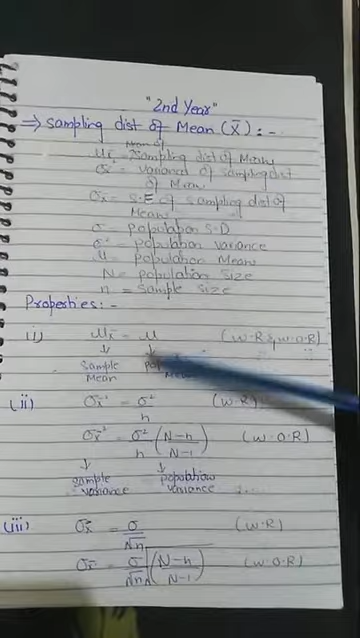 "2nd Year"
⇒ Sampling dist of Mean (X̄) : -
Mean of
μx̄ = Sampling dist of Mean
σx̄² = variance of sampling dist
of Mean
σx̄ = S.E of sampling dist of
Mean
σ = population S.D
σ² = population variance
μ = population Mean
N = population size
n = sample size
Properties : -
(i) μx̄ = μ (W.R & W.O.R)
↓ ↓
Sample
Mean
(ii) σx̄² = σ²/n (W.R)
σx̄² = σ²/n (N-n/N-1) (W.O.R)
↓ ↓
sample population
variance variance
(iii) σx̄ = σ/√n (W.R)
σx̄ = σ/√n √(N-n/N-1) (W.O.R)